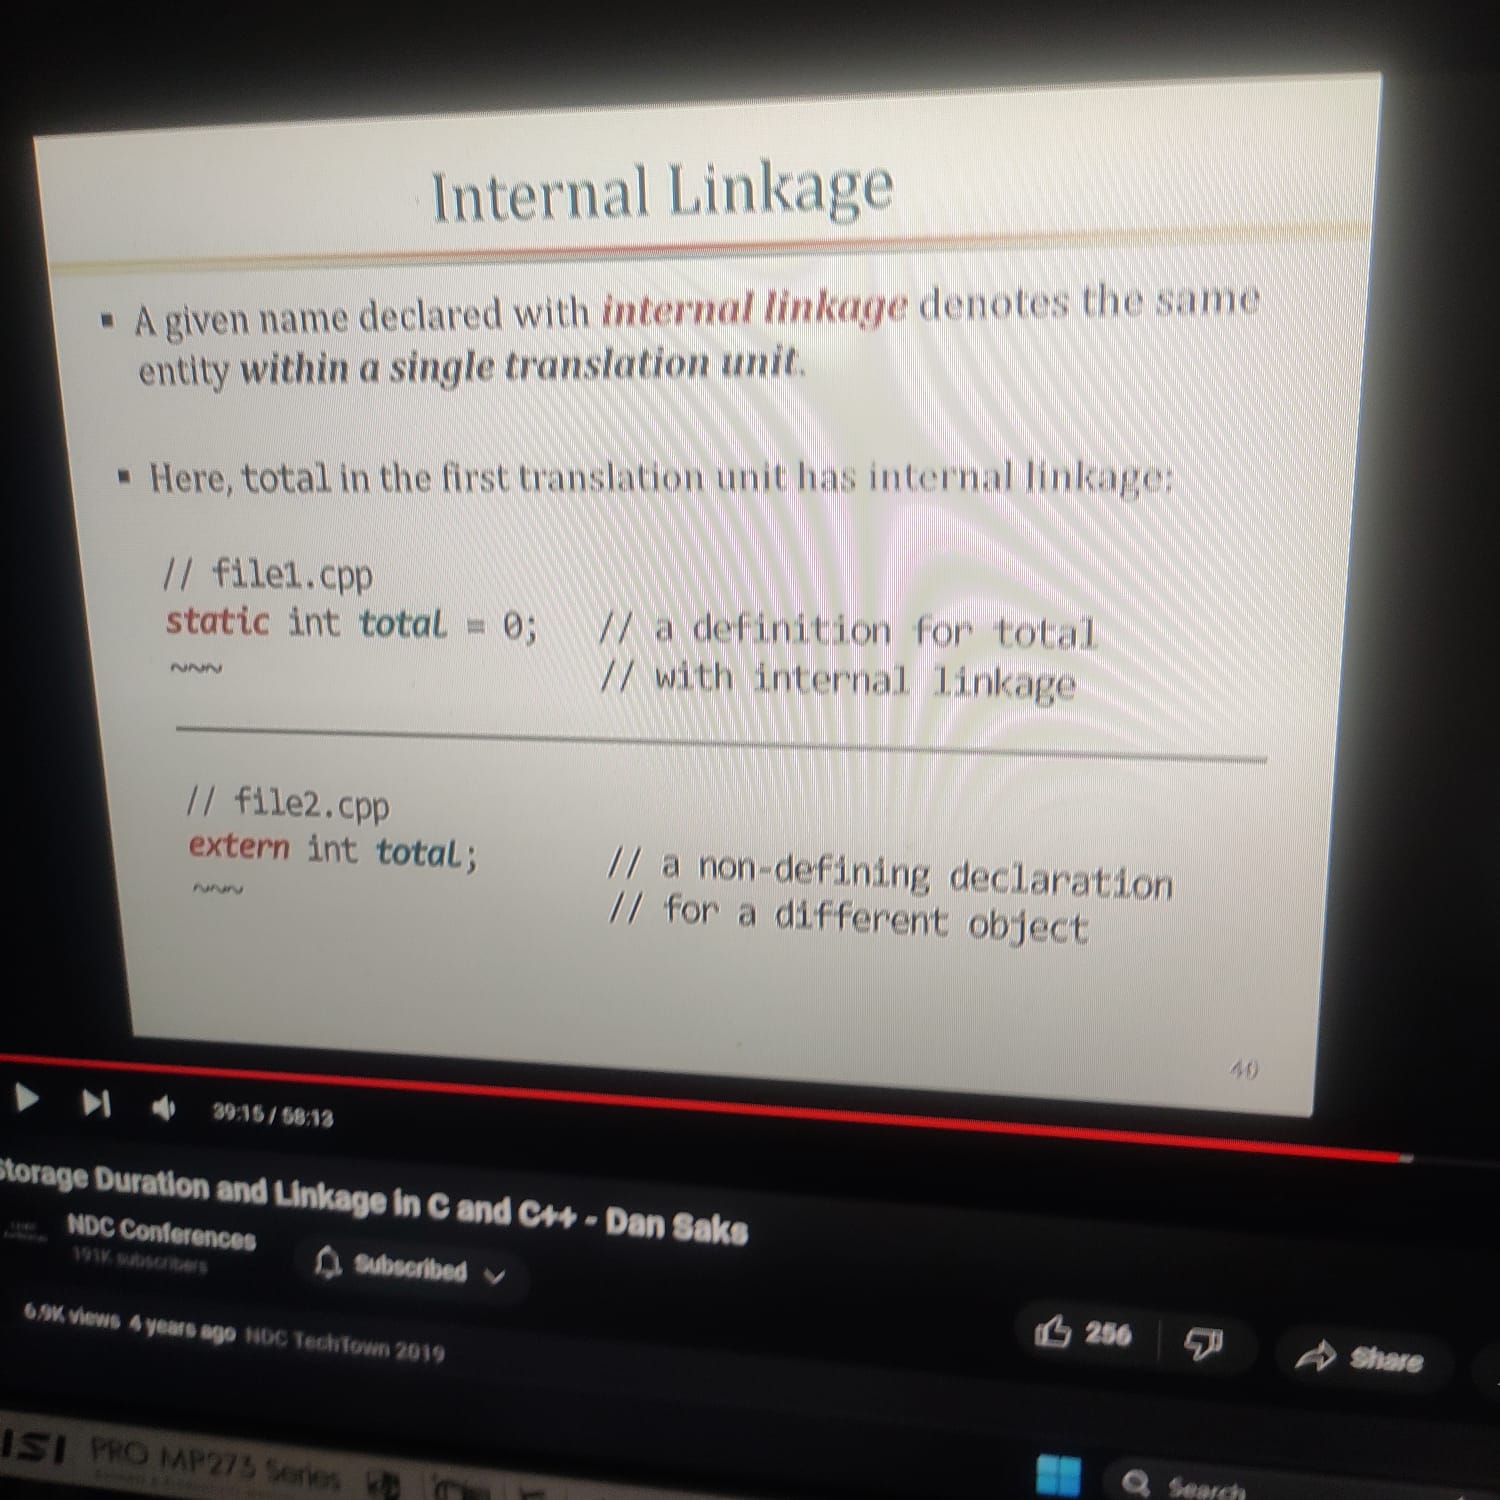 Internal Linkage
▪ A given name declared with internal linkage denotes the same
entity within a single translation unit.
▪ Here, total in the first translation unit has internal linkage:
// file1.cpp
static int total = 0; // a definition for total
~~~ // with internal linkage
// file2.cpp
extern int total; // a non-defining declaration
~~~ // for a different object
40
39:15 / 58:13
Storage Duration and Linkage in C and C++ - Dan Saks
NDC Conferences
191K subscribers
Subscribed
256
Share
6.9K views 4 years ago NDC TechTown 2019
PRO MP273 Series
Search